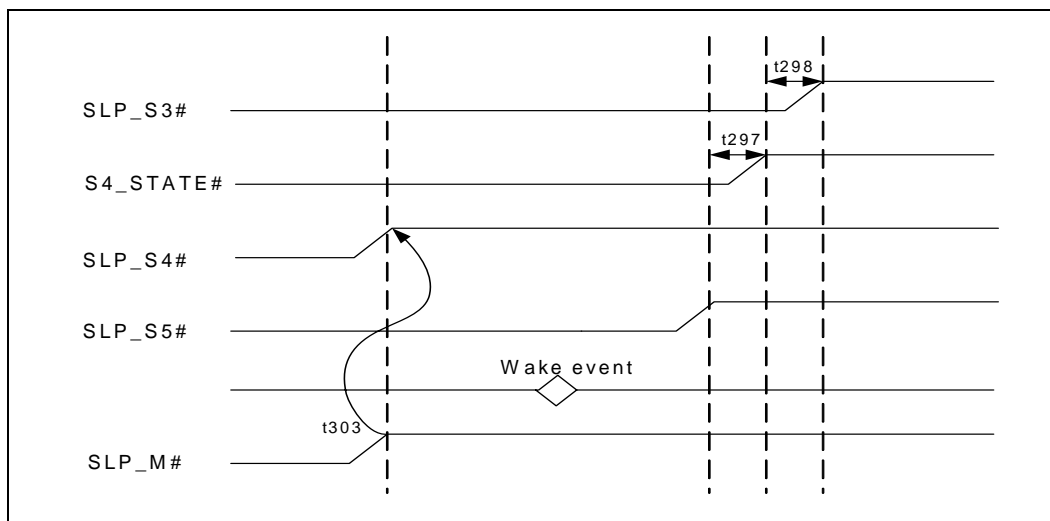 t298
SLP_S3#
t297
S4_STATE#
SLP_S4#
SLP_S5#
Wake event
t303
SLP_M#